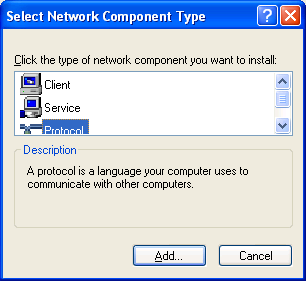 Select Network Component Type
Click the type of network component you want to install:
Client
Service
Protocol
Description
A protocol is a language your computer uses to
communicate with other computers.
Add...
Cancel